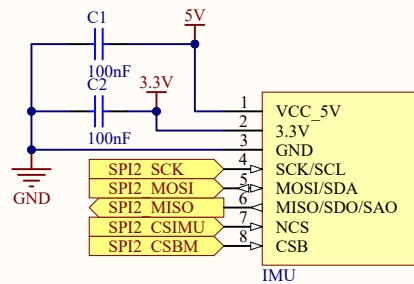 C1
5V
100nF
C2
3.3V
100nF
GND
1 VCC_5V
2 3.3V
3 GND
SPI2_SCK 4 SCK/SCL
SPI2_MOSI 5 MOSI/SDA
SPI2_MISO 6 MISO/SDO/SAO
SPI2_CSIMU 7 NCS
SPI2_CSBM 8 CSB
IMU